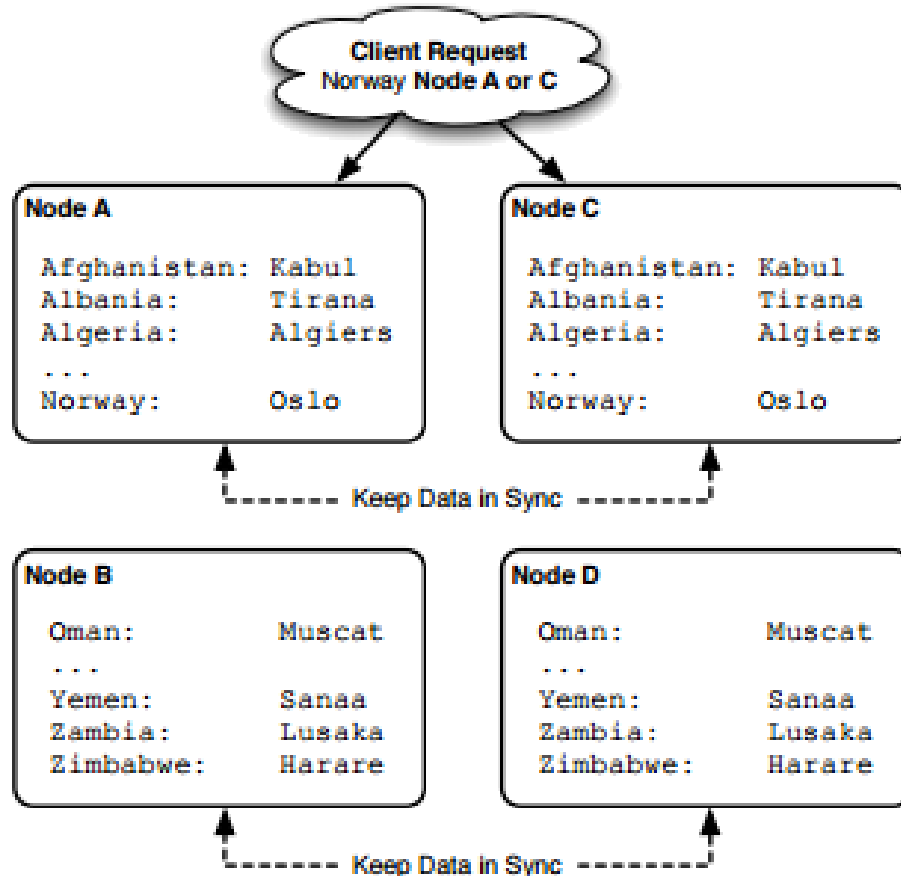 Client Request
Norway Node A or C
Node A
Afghanistan: Kabul
Albania: Tirana
Algeria: Algiers
...
Norway: Oslo
Node C
Afghanistan: Kabul
Albania: Tirana
Algeria: Algiers
...
Norway: Oslo
Keep Data in Sync
Node B
Oman: Muscat
...
Yemen: Sanaa
Zambia: Lusaka
Zimbabwe: Harare
Node D
Oman: Muscat
...
Yemen: Sanaa
Zambia: Lusaka
Zimbabwe: Harare
Keep Data in Sync